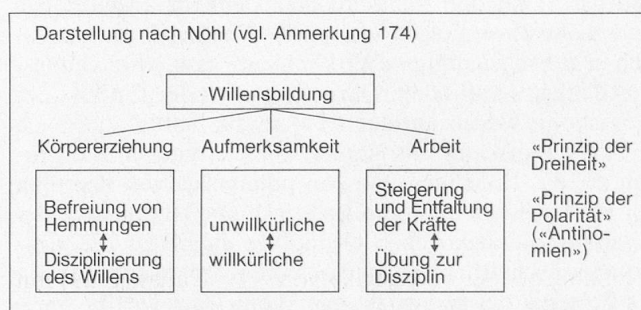 Darstellung nach Nohl (vgl. Anmerkung 174)
Willensbildung
Körpererziehung
Befreiung von
Hemmungen
Disziplinierung
des Willens
Aufmerksamkeit
unwillkürliche
willkürliche
Arbeit
Steigerung
und Entfaltung
der Kräfte
Übung zur
Disziplin
«Prinzip der
Dreiheit»
«Prinzip der
Polarität»
(«Antino-
mien»)